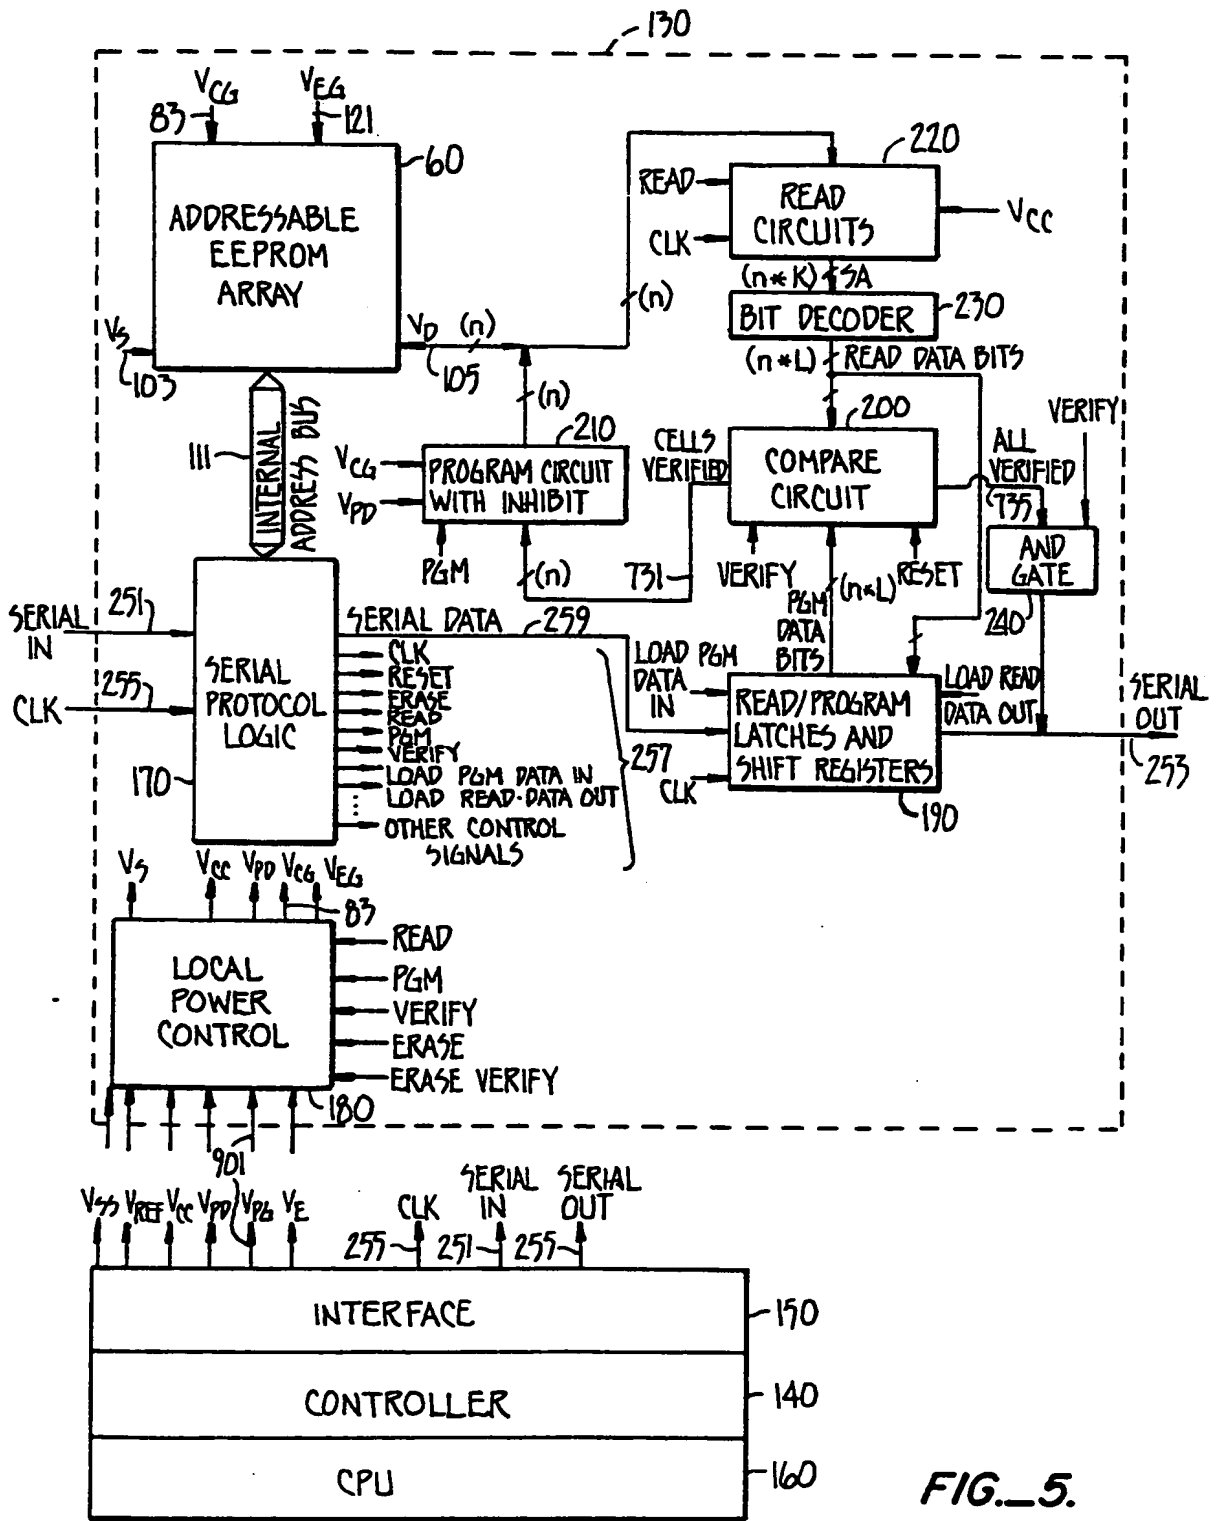 130
VCG
VEG
83
121
60
ADDRESSABLE
EEPROM
ARRAY
VS
103
VD
(n)
105
(n)
220
READ
CLK
READ
CIRCUITS
VCC
(n*K)
SA
BIT DECODER
230
(n*L)
READ DATA BITS
111
INTERNAL
ADDRESS BUS
(n)
210
VCG
VPD
PROGRAM CIRCUIT
WITH INHIBIT
PGM
(n)
CELLS
VERIFIED
731
200
COMPARE
CIRCUIT
VERIFY
RESET
ALL
VERIFIED
735
VERIFY
AND
GATE
240
PGM
DATA
BITS
(n*L)
SERIAL
IN
251
CLK
255
SERIAL
PROTOCOL
LOGIC
170
SERIAL DATA
259
CLK
RESET
ERASE
READ
PGM
VERIFY
LOAD PGM DATA IN
LOAD READ·DATA OUT
OTHER CONTROL
SIGNALS
257
LOAD PGM
DATA
IN
CLK
READ/PROGRAM
LATCHES AND
SHIFT REGISTERS
190
LOAD READ
DATA OUT
SERIAL
OUT
253
VS
VCC
VPD
VCG
VEG
83
LOCAL
POWER
CONTROL
READ
PGM
VERIFY
ERASE
ERASE VERIFY
180
901
VSS
VREF
VCC
VPD
VPG
VE
CLK
SERIAL
IN
SERIAL
OUT
255
251
255
INTERFACE
150
CONTROLLER
140
CPU
160
FIG._5.